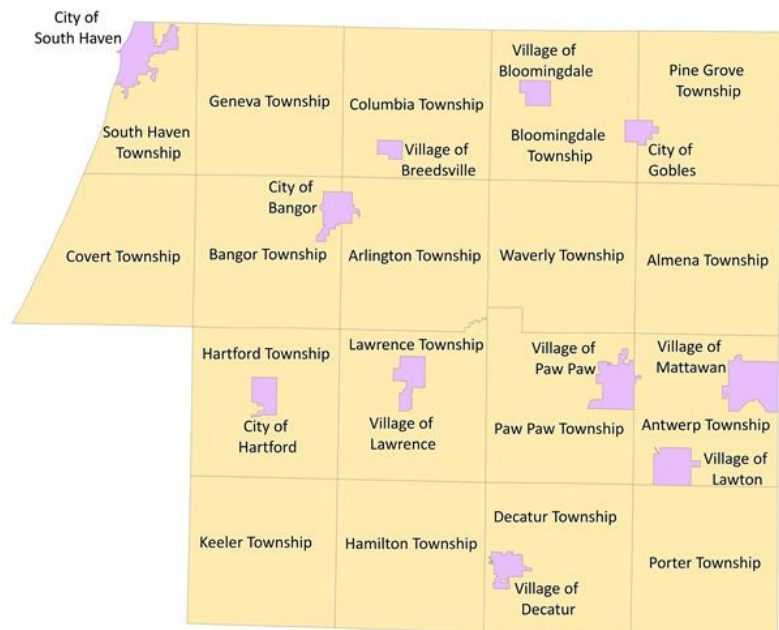 City of
South Haven
Village of
Bloomingdale
Pine Grove
Township
Geneva Township
Columbia Township
South Haven
Township
Village of
Breedsville
Bloomingdale
Township
City of
Gobles
City of
Bangor
Covert Township
Bangor Township
Arlington Township
Waverly Township
Almena Township
Hartford Township
Lawrence Township
Village of
Paw Paw
Village of
Mattawan
City of
Hartford
Village of
Lawrence
Paw Paw Township
Antwerp Township
Village of
Lawton
Keeler Township
Hamilton Township
Decatur Township
Porter Township
Village of
Decatur